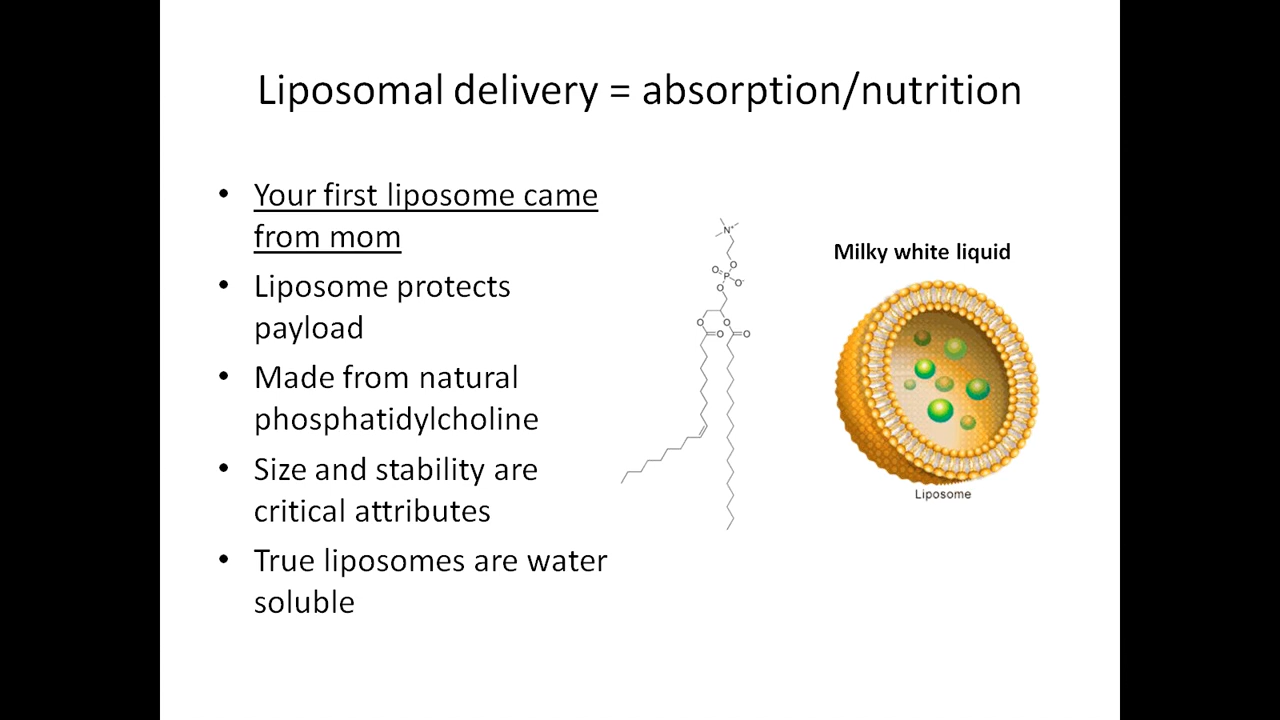 Liposomal delivery = absorption/nutrition
• Your first liposome came
from mom
• Liposome protects
payload
• Made from natural
phosphatidylcholine
• Size and stability are
critical attributes
• True liposomes are water
soluble
N+
O
O
P
O-
O
O
O
O
O
Milky white liquid
Liposome